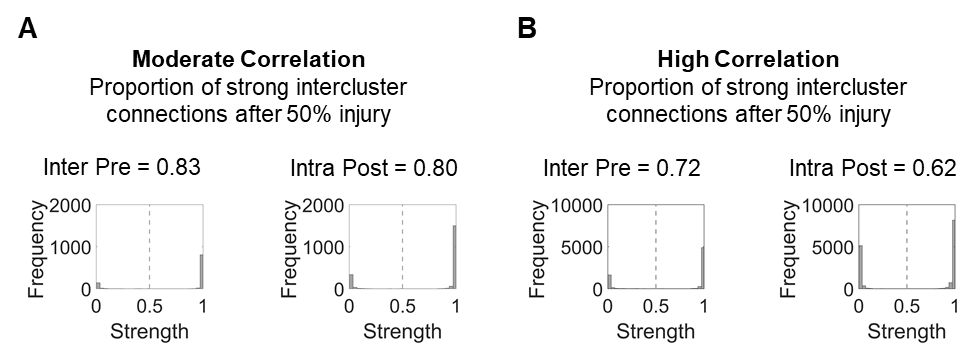 A
Moderate Correlation
Proportion of strong intercluster
connections after 50% injury
Inter Pre = 0.83
Frequency
2000
1000
0
0
0.5
1
Strength
Intra Post = 0.80
Frequency
2000
1000
0
0
0.5
1
Strength
B
High Correlation
Proportion of strong intercluster
connections after 50% injury
Inter Pre = 0.72
Frequency
10000
5000
0
0
0.5
1
Strength
Intra Post = 0.62
Frequency
10000
5000
0
0
0.5
1
Strength